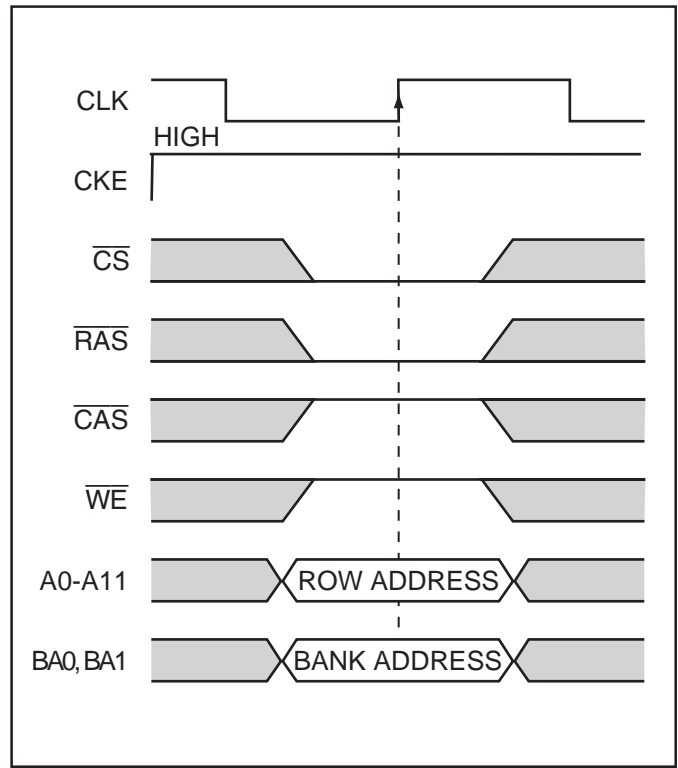 CLK
HIGH
CKE
CS
RAS
CAS
WE
A0-A11 ROW ADDRESS
BA0, BA1 BANK ADDRESS